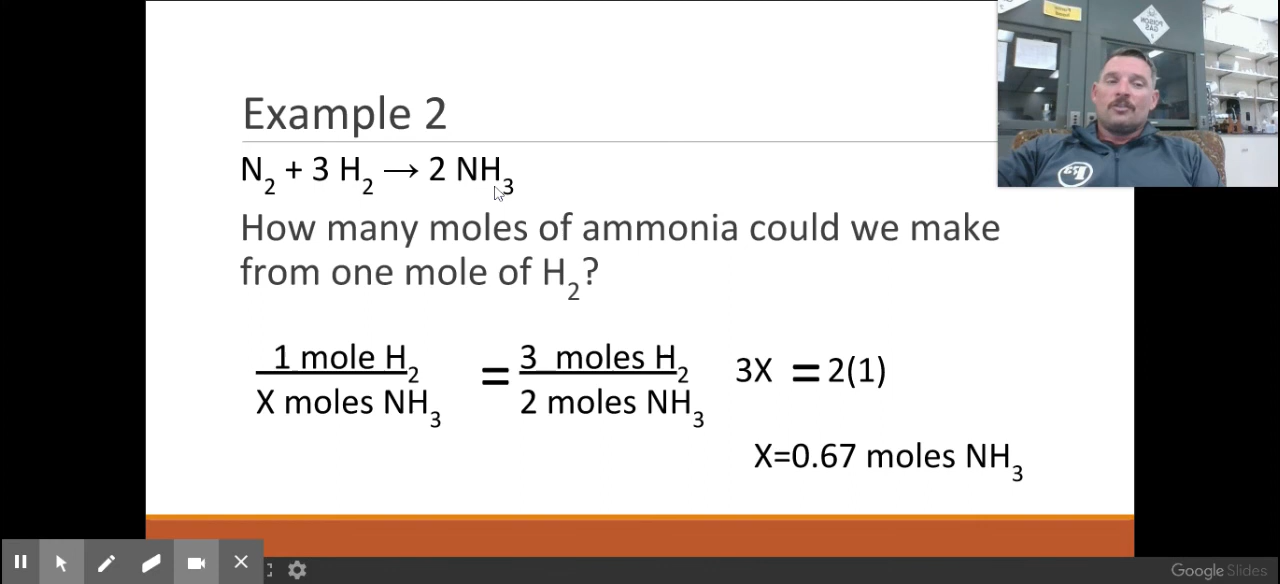 Example 2
N₂ + 3 H₂ → 2 NH₃
How many moles of ammonia could we make
from one mole of H₂?
1 mole H₂ = 3 moles H₂ 3X = 2(1)
X moles NH₃ 2 moles NH₃
X=0.67 moles NH₃
Google Slides
POISON
GAS